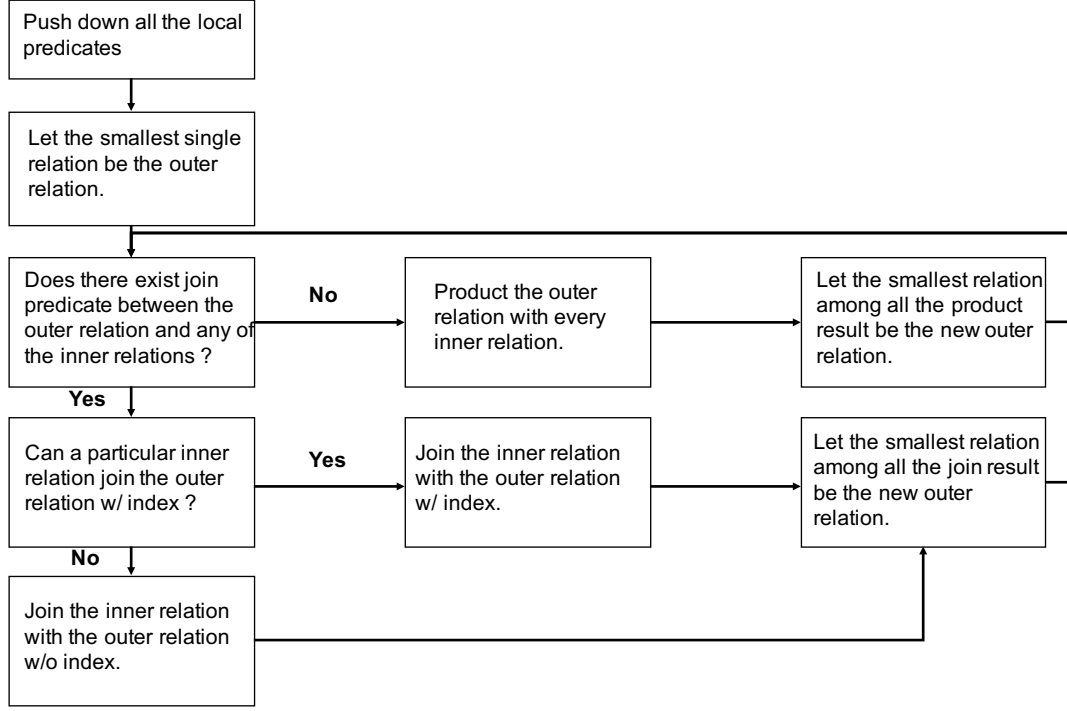 Push down all the local
predicates
Let the smallest single
relation be the outer
relation.
Does there exist join
predicate between the
outer relation and any of
the inner relations ?
No
Product the outer
relation with every
inner relation.
Let the smallest relation
among all the product
result be the new outer
relation.
Yes
Can a particular inner
relation join the outer
relation w/ index ?
Yes
Join the inner relation
with the outer relation
w/ index.
Let the smallest relation
among all the join result
be the new outer
relation.
No
Join the inner relation
with the outer relation
w/o index.